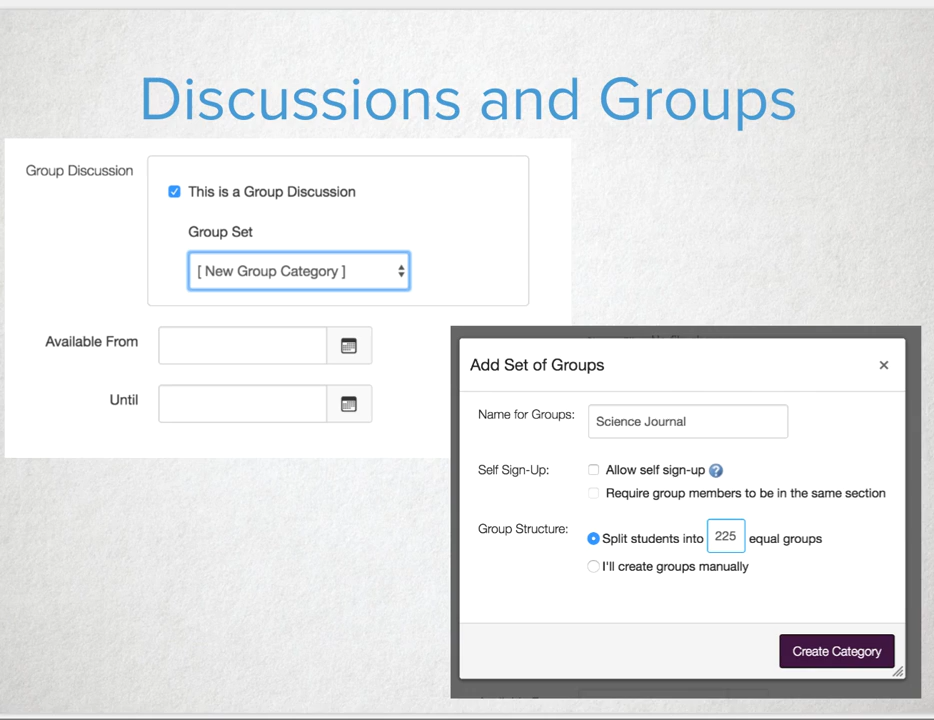 Discussions and Groups
Group Discussion
This is a Group Discussion
Group Set
[ New Group Category ]
Available From
Until
Add Set of Groups
×
Name for Groups: Science Journal
Self Sign-Up: Allow self sign-up ?
Require group members to be in the same section
Group Structure: Split students into 225 equal groups
I'll create groups manually
Create Category